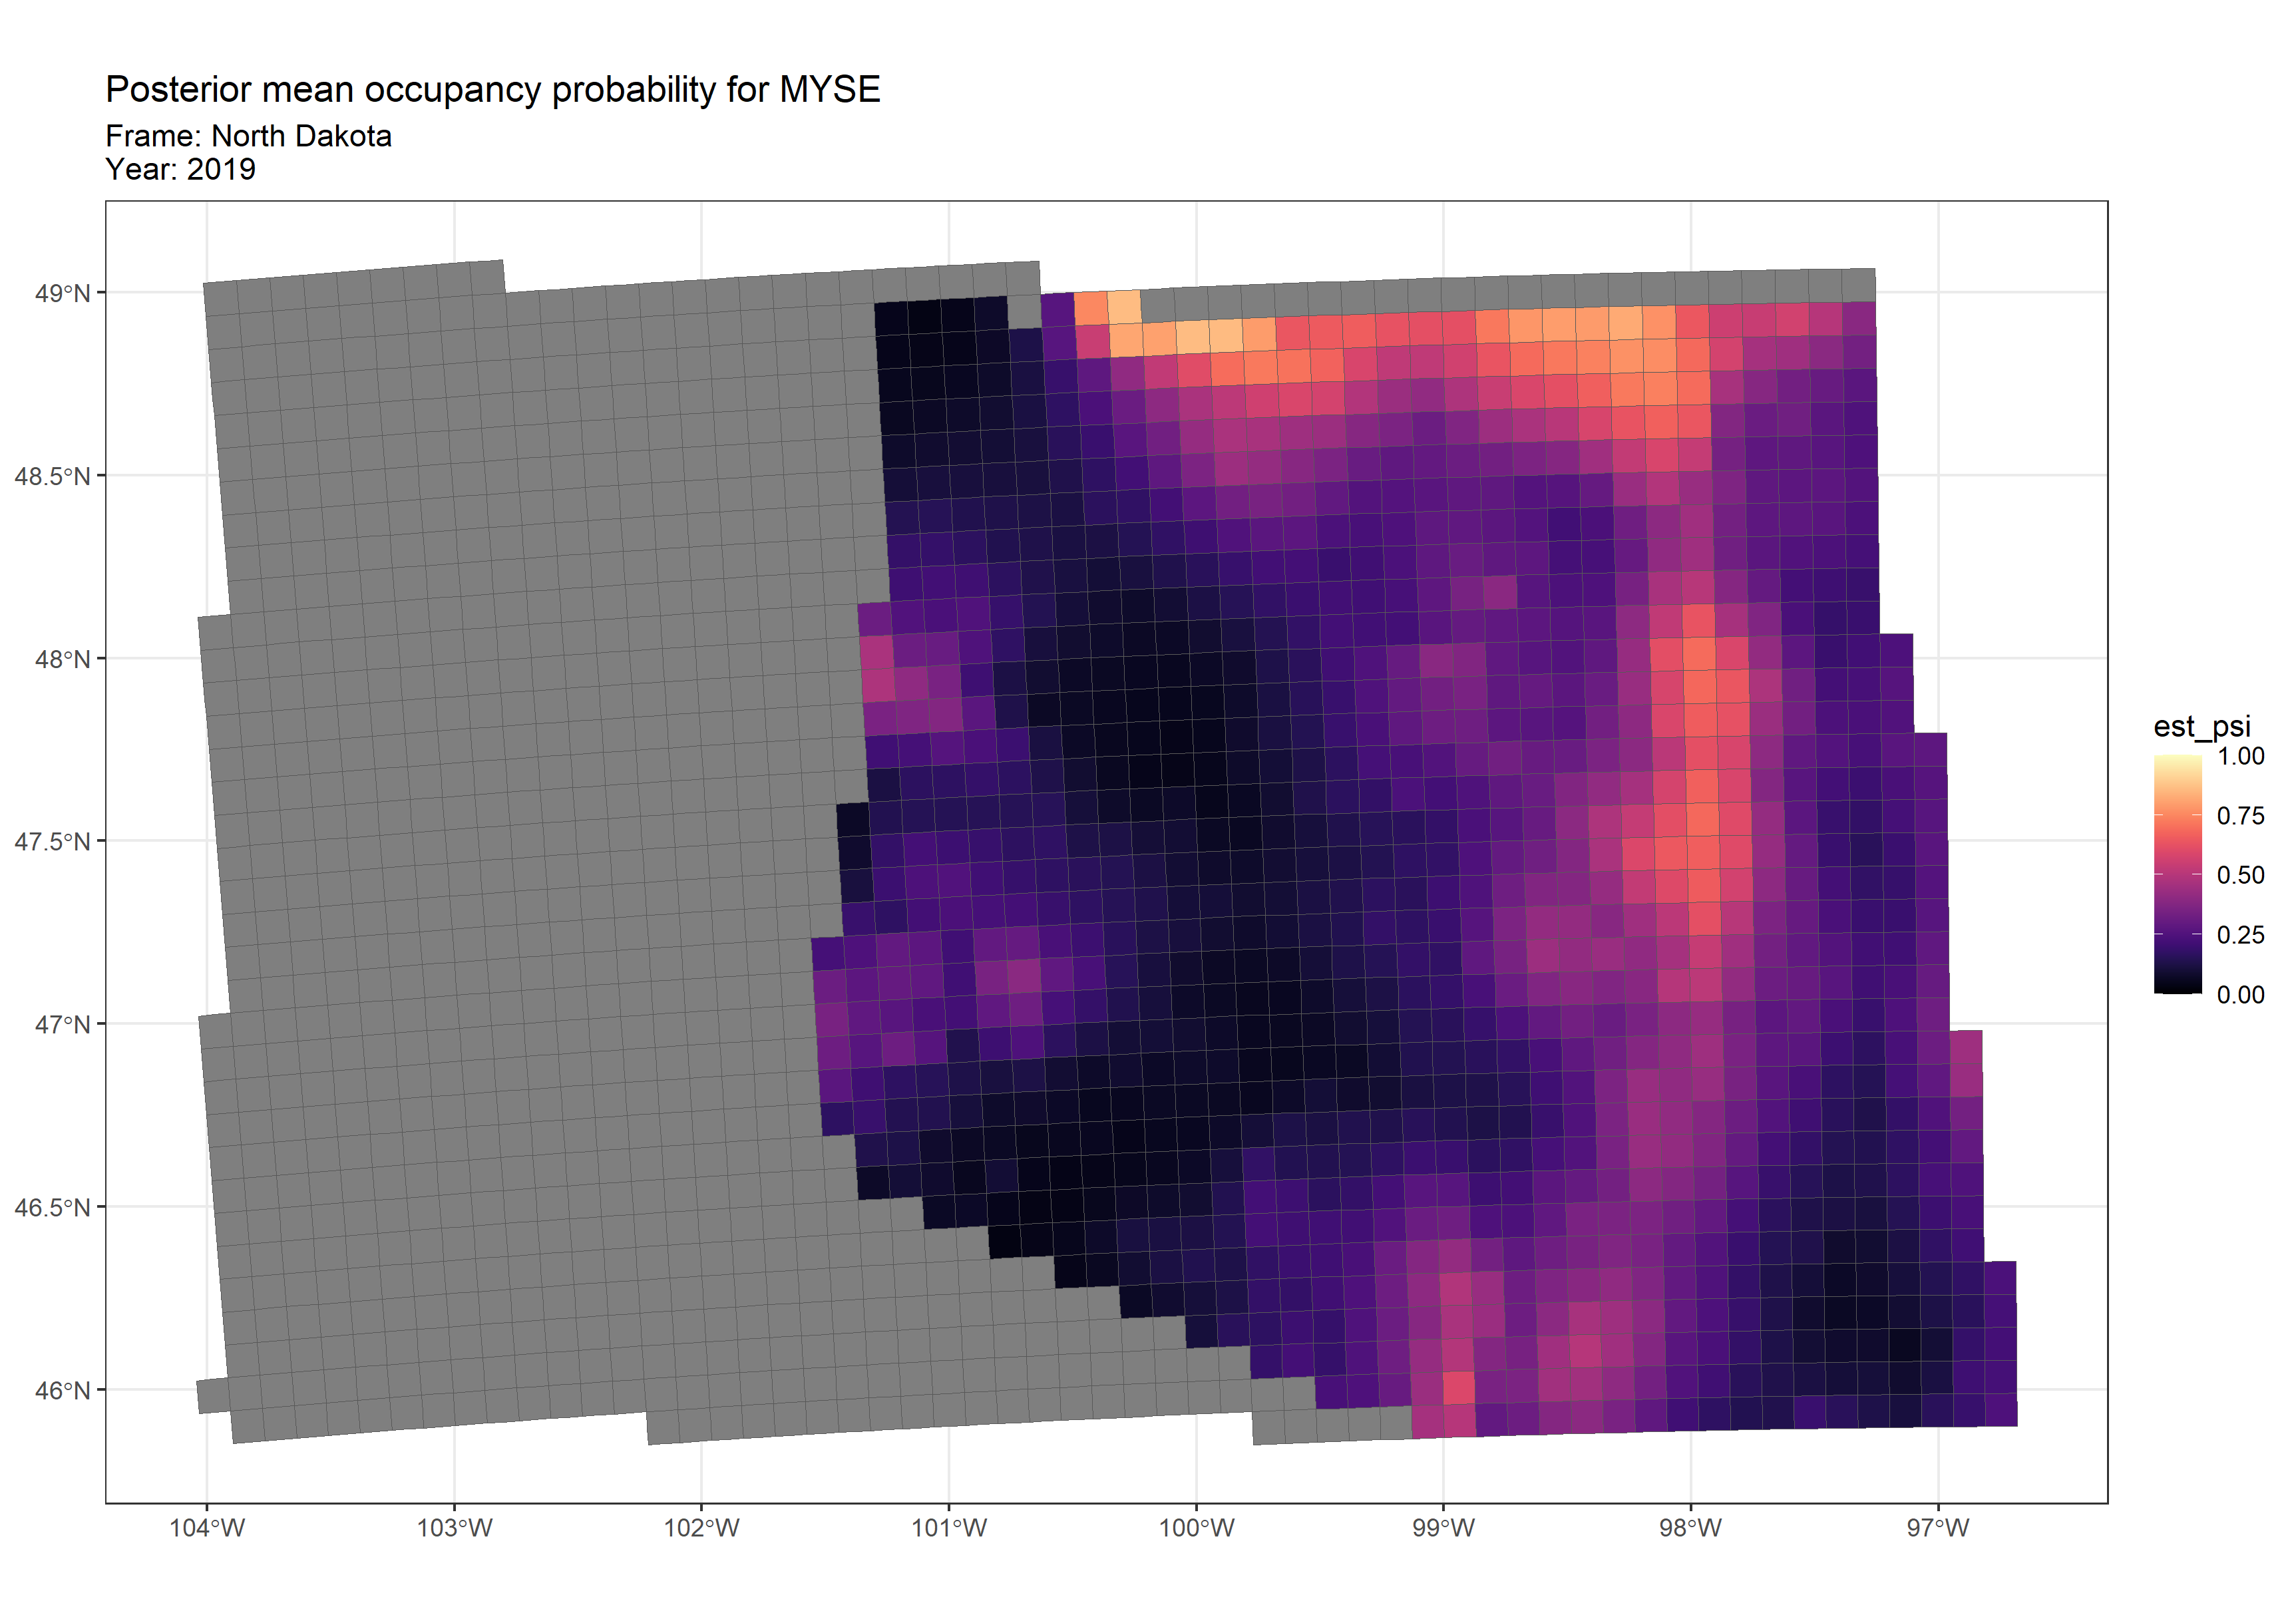 Posterior mean occupancy probability for MYSE
Frame: North Dakota
Year: 2019
49°N
48.5°N
48°N
47.5°N
47°N
46.5°N
46°N
104°W 103°W 102°W 101°W 100°W 99°W 98°W 97°W
est_psi
1.00
0.75
0.50
0.25
0.00